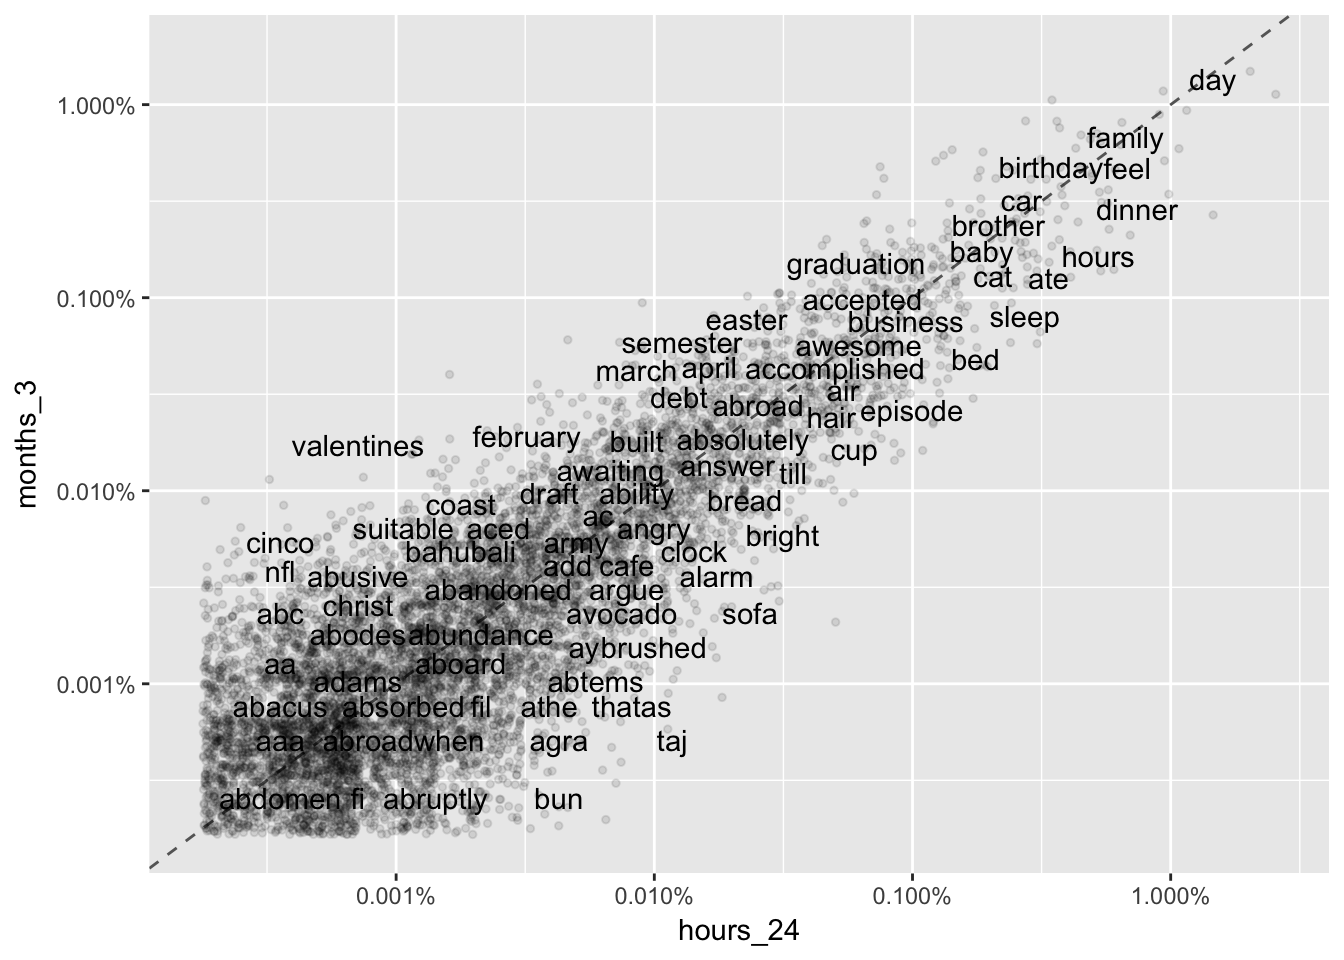 day
1.000%
family
birthday feel
car
dinner
brother
baby
hours
graduation
cat ate
0.100%
accepted
easter business sleep
semester awesome
bed
march april accomplished
air
debt abroad
hair episode
february
valentines built absolutely
cup
awaiting answer till
0.010%
draft ability bread
coast
ac
suitable aced angry
bright
cinco army
bahubali clock
add cafe
nfl abusive alarm
abandoned argue
christ
abc avocado sofa
abodes abundance
aybrushed
aa aboard
0.001%
adams abtems
abacus absorbed fil athe thatas
aaa abroad when agra taj
abdomen fi abruptly bun
months_3
0.001% 0.010% 0.100% 1.000%
hours_24